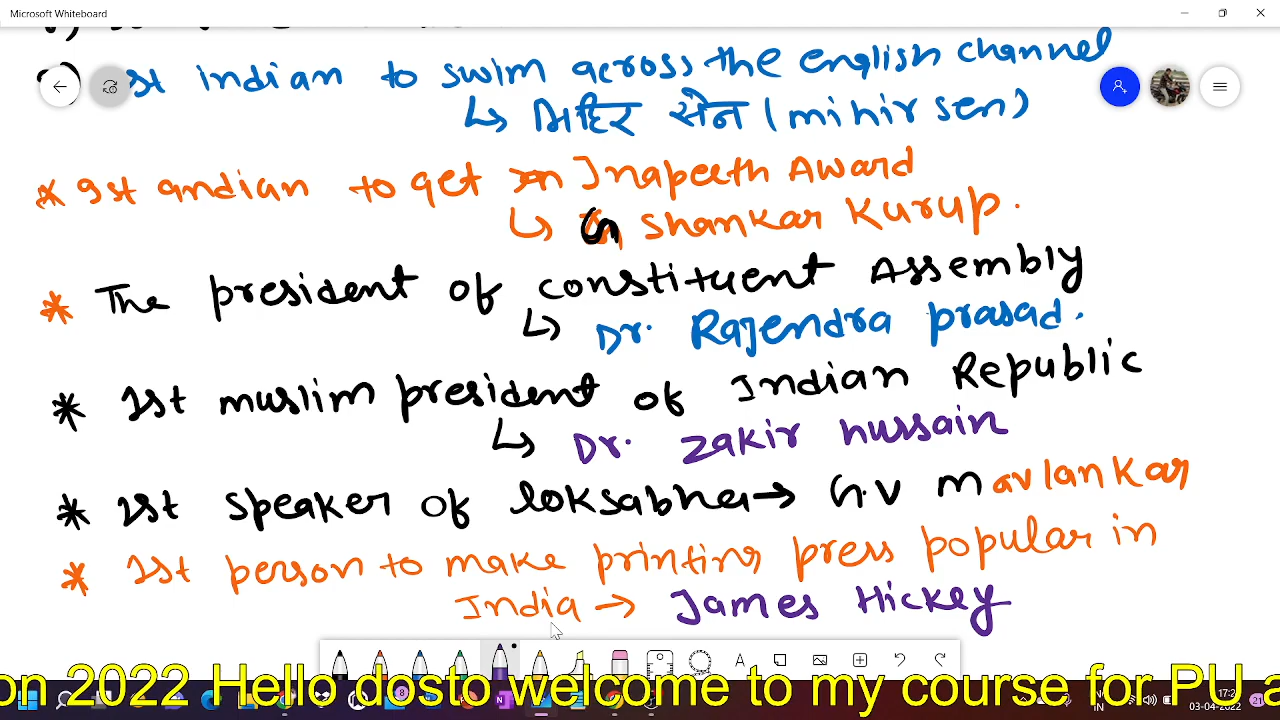 Microsoft Whiteboard
1st indian to swim across the english channel
↳ मिहिर सेन (mihir sen)
* 1st indian to get Jnapeeth Award
↳ G Shankar Kurup.
* The president of constituent Assembly
↳ Dr. Rajendra prasad.
* 1st muslim president of Indian Republic
↳ Dr. Zakir hussain
* 1st speaker of loksabha → G.V mavlankar
* 1st person to make printing press popular in
India → James Hickey
on 2022 Hello dosto welcome to my course for PU a
IN
03-04-2022